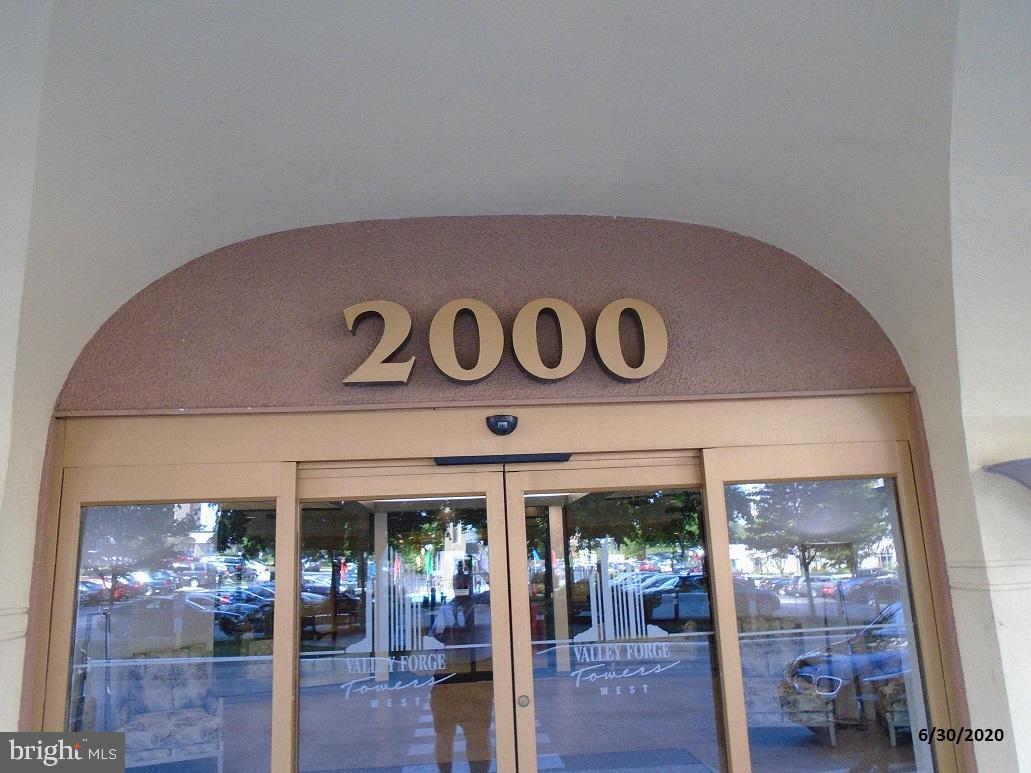 2000
VALLEY FORGE
Towers
WEST
VALLEY FORGE
Towers
WEST
6/30/2020
bright MLS